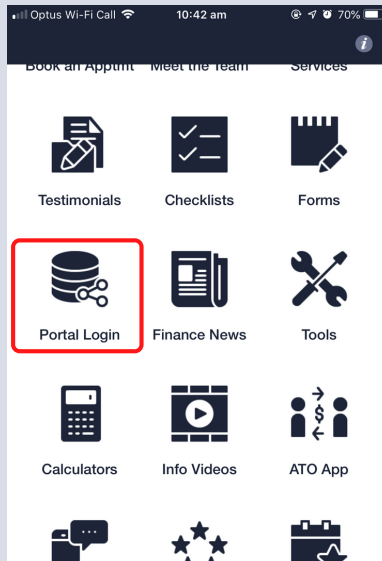 Optus Wi-Fi Call 10:42 am 70%
i
Book an Apptmt Meet the Team Services
Testimonials Checklists Forms
Portal Login Finance News Tools
$
Calculators Info Videos ATO App